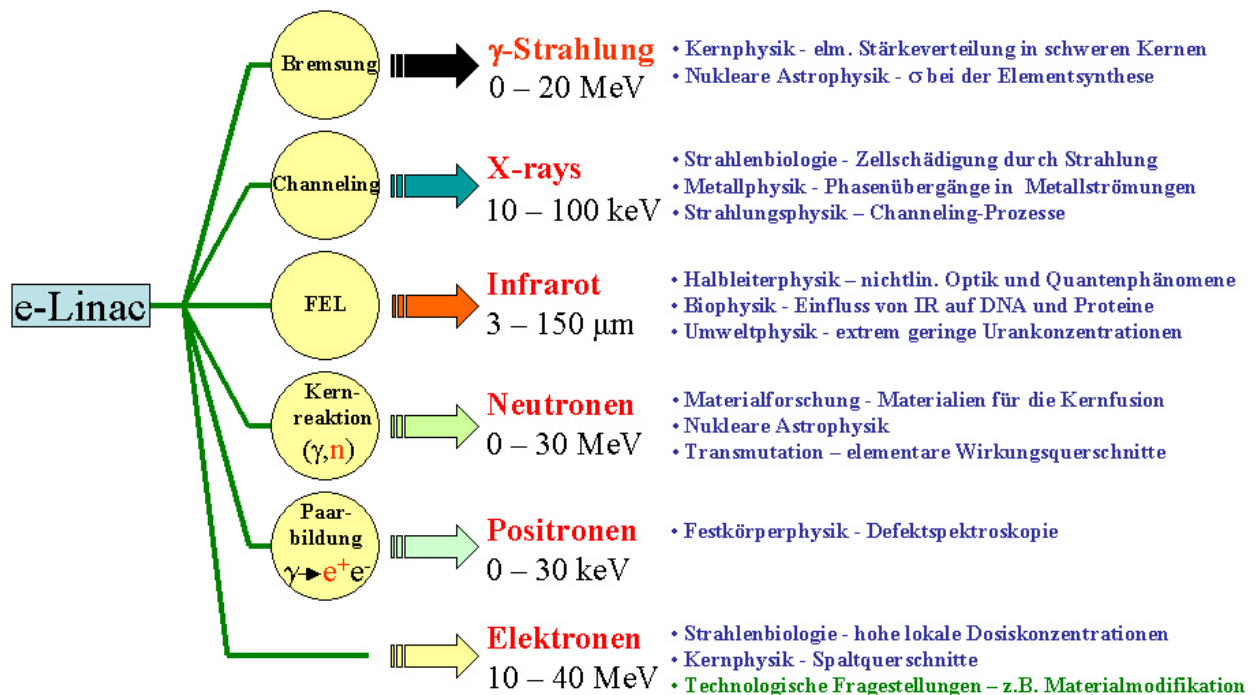 Bremsung
γ-Strahlung
0 – 20 MeV
• Kernphysik - elm. Stärkeverteilung in schweren Kernen
• Nukleare Astrophysik - σ bei der Elementsynthese
Channeling
X-rays
10 – 100 keV
• Strahlenbiologie - Zellschädigung durch Strahlung
• Metallphysik - Phasenübergänge in Metallströmungen
• Strahlungsphysik – Channeling-Prozesse
e-Linac
FEL
Infrarot
3 – 150 μm
• Halbleiterphysik – nichtlin. Optik und Quantenphänomene
• Biophysik - Einfluss von IR auf DNA und Proteine
• Umweltphysik - extrem geringe Urankonzentrationen
Kern-
reaktion
(γ,n)
Neutronen
0 – 30 MeV
• Materialforschung - Materialien für die Kernfusion
• Nukleare Astrophysik
• Transmutation – elementare Wirkungsquerschnitte
Paar-
bildung
γ→e⁺e⁻
Positronen
0 – 30 keV
• Festkörperphysik - Defektspektroskopie
Elektronen
10 – 40 MeV
• Strahlenbiologie - hohe lokale Dosiskonzentrationen
• Kernphysik - Spaltquerschnitte
• Technologische Fragestellungen – z.B. Materialmodifikation